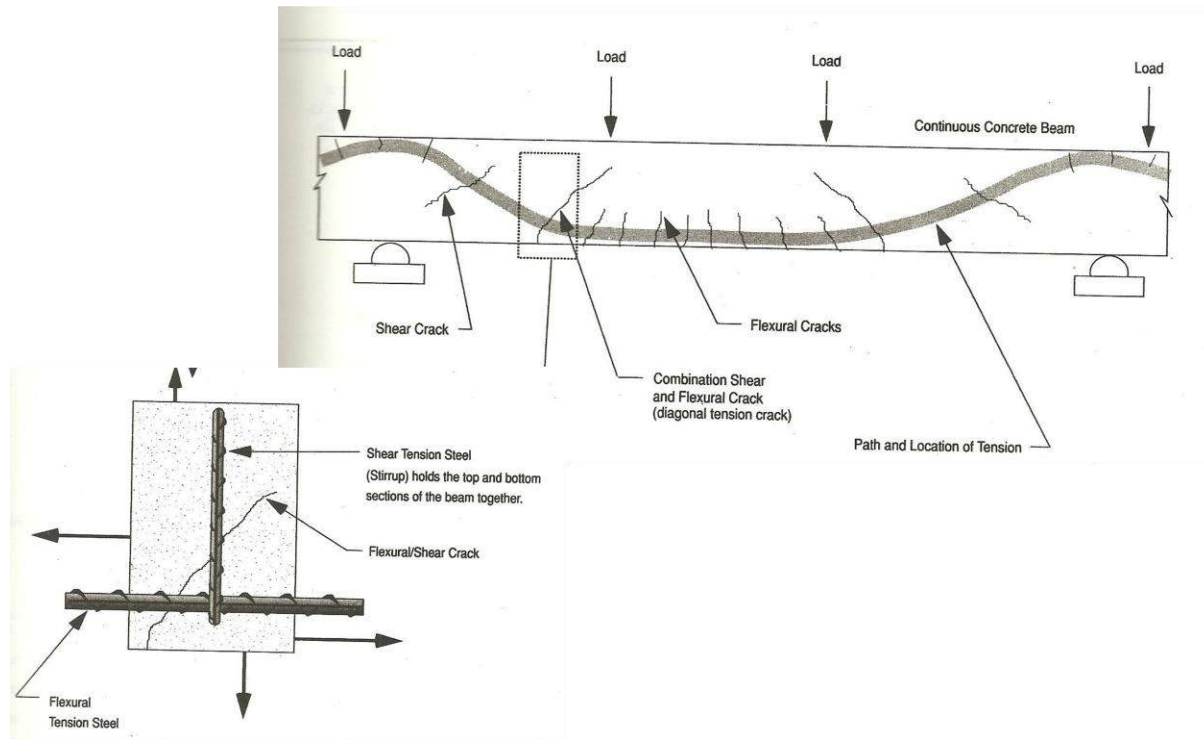 Load
Load
Load
Load
Continuous Concrete Beam
Shear Crack
Flexural Cracks
Combination Shear
and Flexural Crack
(diagonal tension crack)
Path and Location of Tension
Shear Tension Steel
(Stirrup) holds the top and bottom
sections of the beam together.
Flexural/Shear Crack
Flexural
Tension Steel